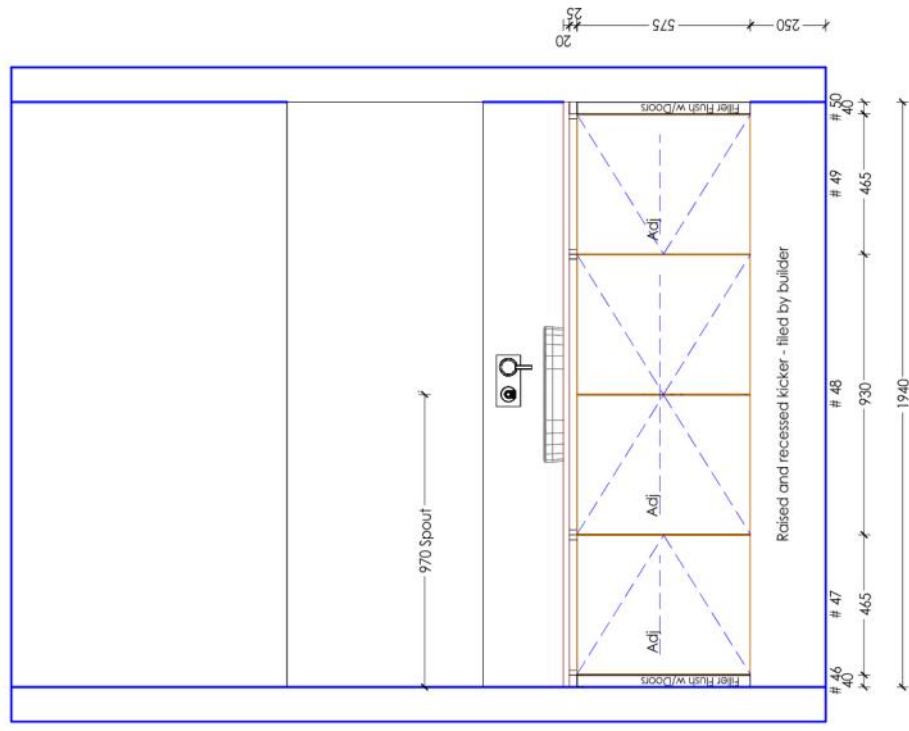 970 Spout
20
25
575
250
Filler Flush w/Doors
Adj
Adj
Adj
Filler Flush w/Doors
Raised and recessed kicker - tiled by builder
# 46 # 47 # 48 # 49 # 50
40 465 930 465 40
1940